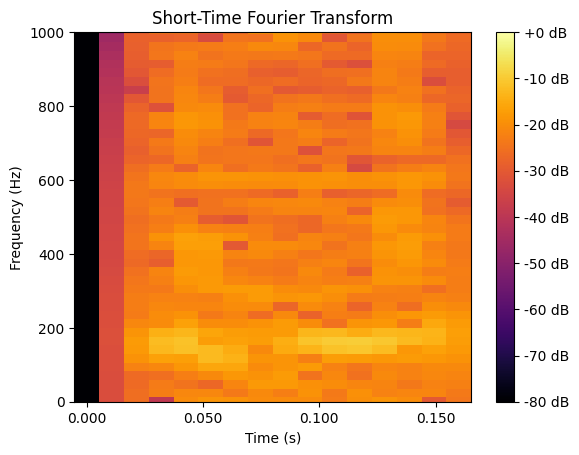 Short-Time Fourier Transform
Frequency (Hz)
1000
800
600
400
200
0
0.000
0.050
0.100
0.150
Time (s)
+0 dB
-10 dB
-20 dB
-30 dB
-40 dB
-50 dB
-60 dB
-70 dB
-80 dB